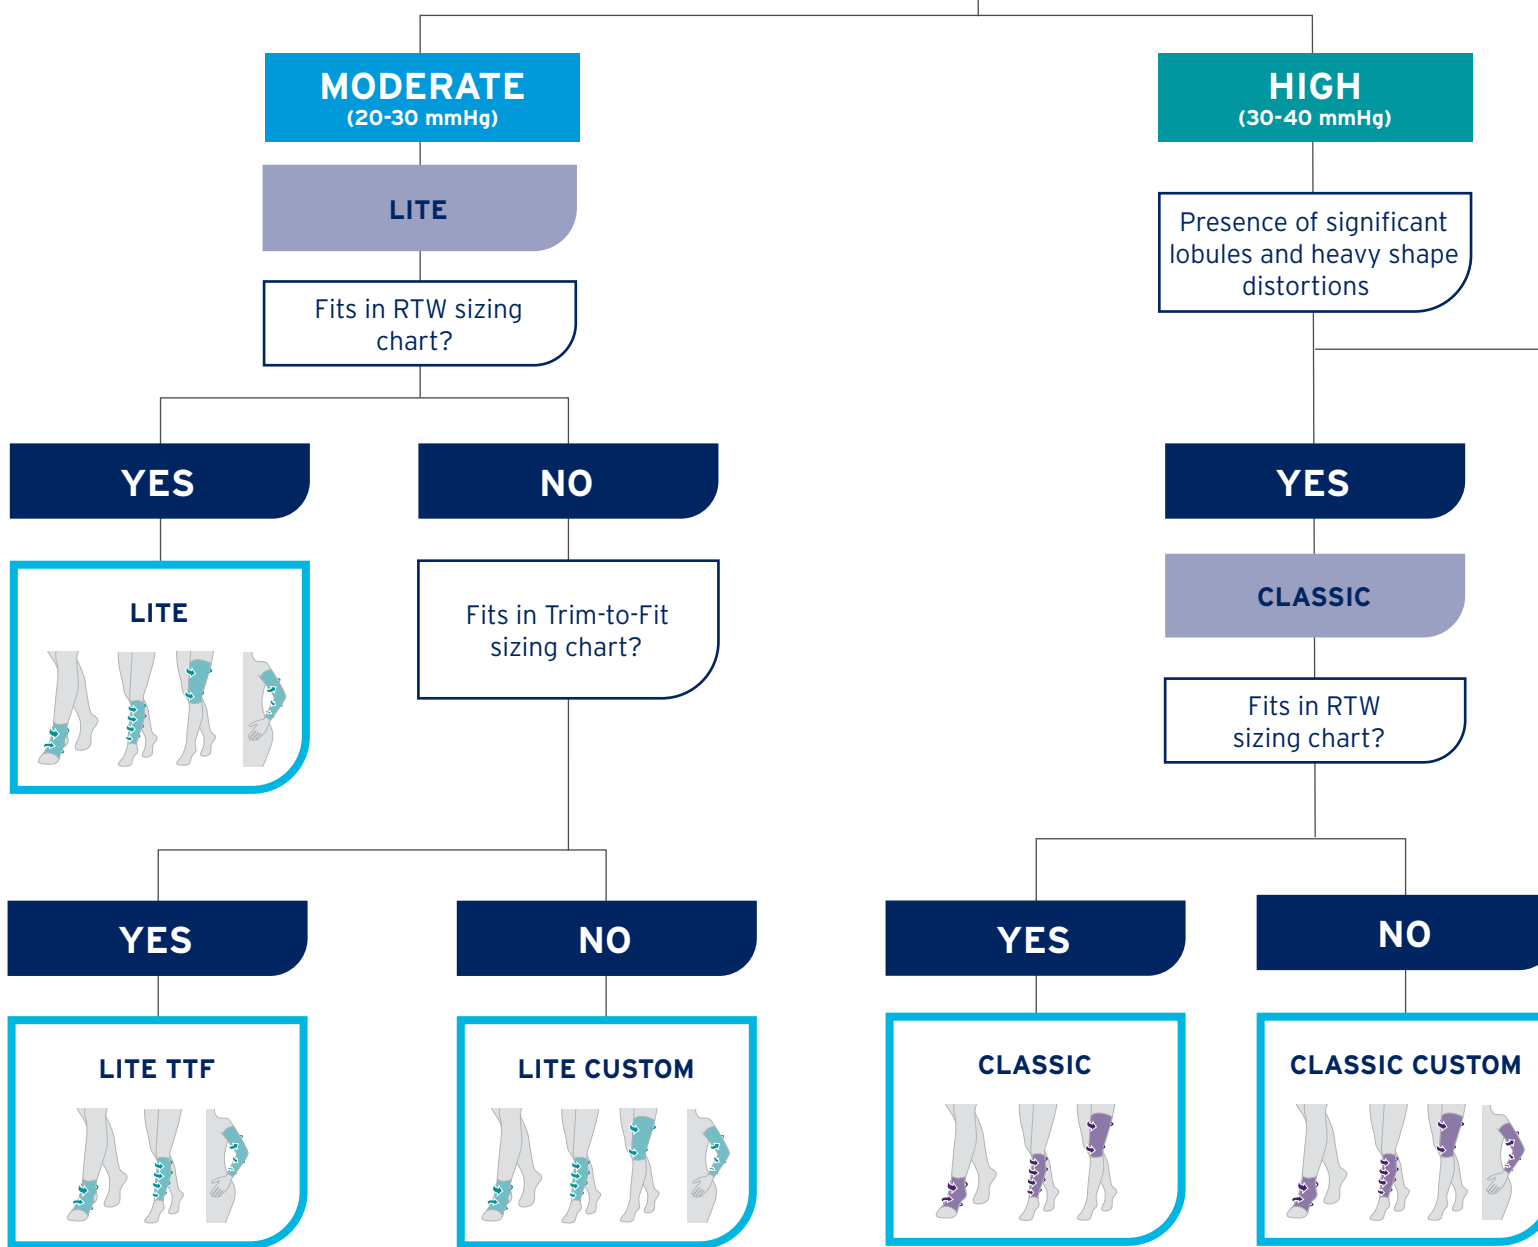 MODERATE
(20-30 mmHg)
LITE
Fits in RTW sizing
chart?
YES
NO
LITE
Fits in Trim-to-Fit
sizing chart?
YES
NO
LITE TTF
LITE CUSTOM
HIGH
(30-40 mmHg)
Presence of significant
lobules and heavy shape
distortions
YES
CLASSIC
Fits in RTW
sizing chart?
YES
NO
CLASSIC
CLASSIC CUSTOM